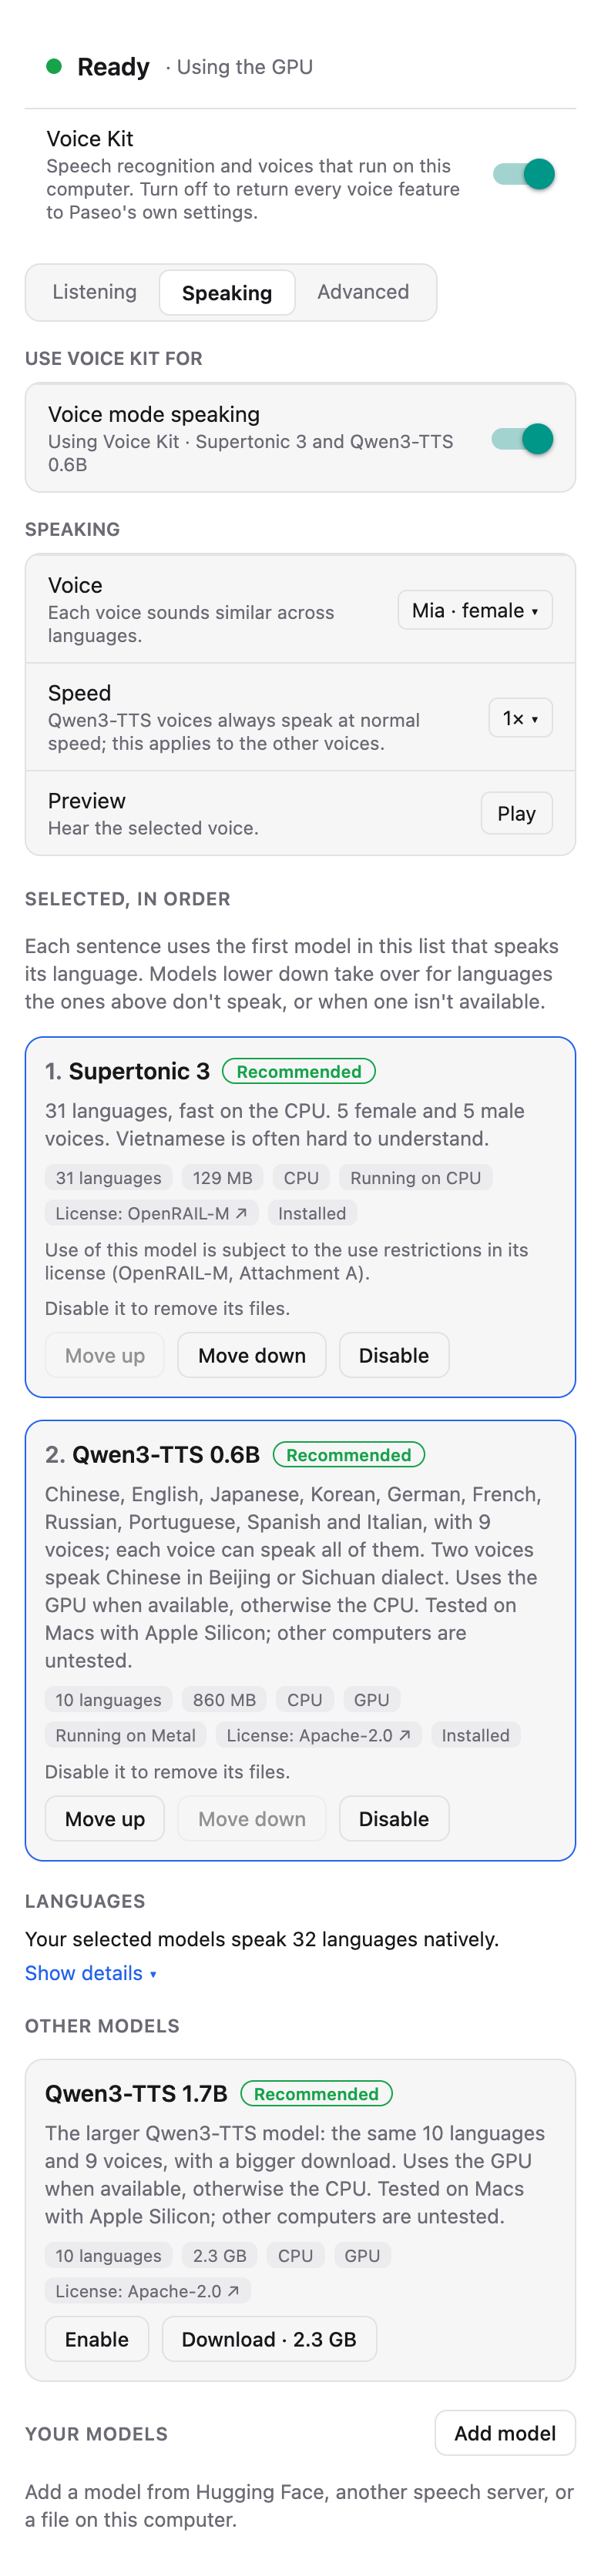 Ready · Using the GPU
Voice Kit
Speech recognition and voices that run on this
computer. Turn off to return every voice feature
to Paseo's own settings.
Listening Speaking Advanced
USE VOICE KIT FOR
Voice mode speaking
Using Voice Kit · Supertonic 3 and Qwen3-TTS
0.6B
SPEAKING
Voice
Each voice sounds similar across
languages.
Mia · female ▾
Speed
Qwen3-TTS voices always speak at normal
speed; this applies to the other voices.
1× ▾
Preview
Hear the selected voice.
Play
SELECTED, IN ORDER
Each sentence uses the first model in this list that speaks
its language. Models lower down take over for languages
the ones above don't speak, or when one isn't available.
1. Supertonic 3 Recommended
31 languages, fast on the CPU. 5 female and 5 male
voices. Vietnamese is often hard to understand.
31 languages 129 MB CPU Running on CPU
License: OpenRAIL-M ↗ Installed
Use of this model is subject to the use restrictions in its
license (OpenRAIL-M, Attachment A).
Disable it to remove its files.
Move up Move down Disable
2. Qwen3-TTS 0.6B Recommended
Chinese, English, Japanese, Korean, German, French,
Russian, Portuguese, Spanish and Italian, with 9
voices; each voice can speak all of them. Two voices
speak Chinese in Beijing or Sichuan dialect. Uses the
GPU when available, otherwise the CPU. Tested on
Macs with Apple Silicon; other computers are
untested.
10 languages 860 MB CPU GPU
Running on Metal License: Apache-2.0 ↗ Installed
Disable it to remove its files.
Move up Move down Disable
LANGUAGES
Your selected models speak 32 languages natively.
Show details ▾
OTHER MODELS
Qwen3-TTS 1.7B Recommended
The larger Qwen3-TTS model: the same 10 languages
and 9 voices, with a bigger download. Uses the GPU
when available, otherwise the CPU. Tested on Macs
with Apple Silicon; other computers are untested.
10 languages 2.3 GB CPU GPU
License: Apache-2.0 ↗
Enable Download · 2.3 GB
YOUR MODELS Add model
Add a model from Hugging Face, another speech server, or
a file on this computer.